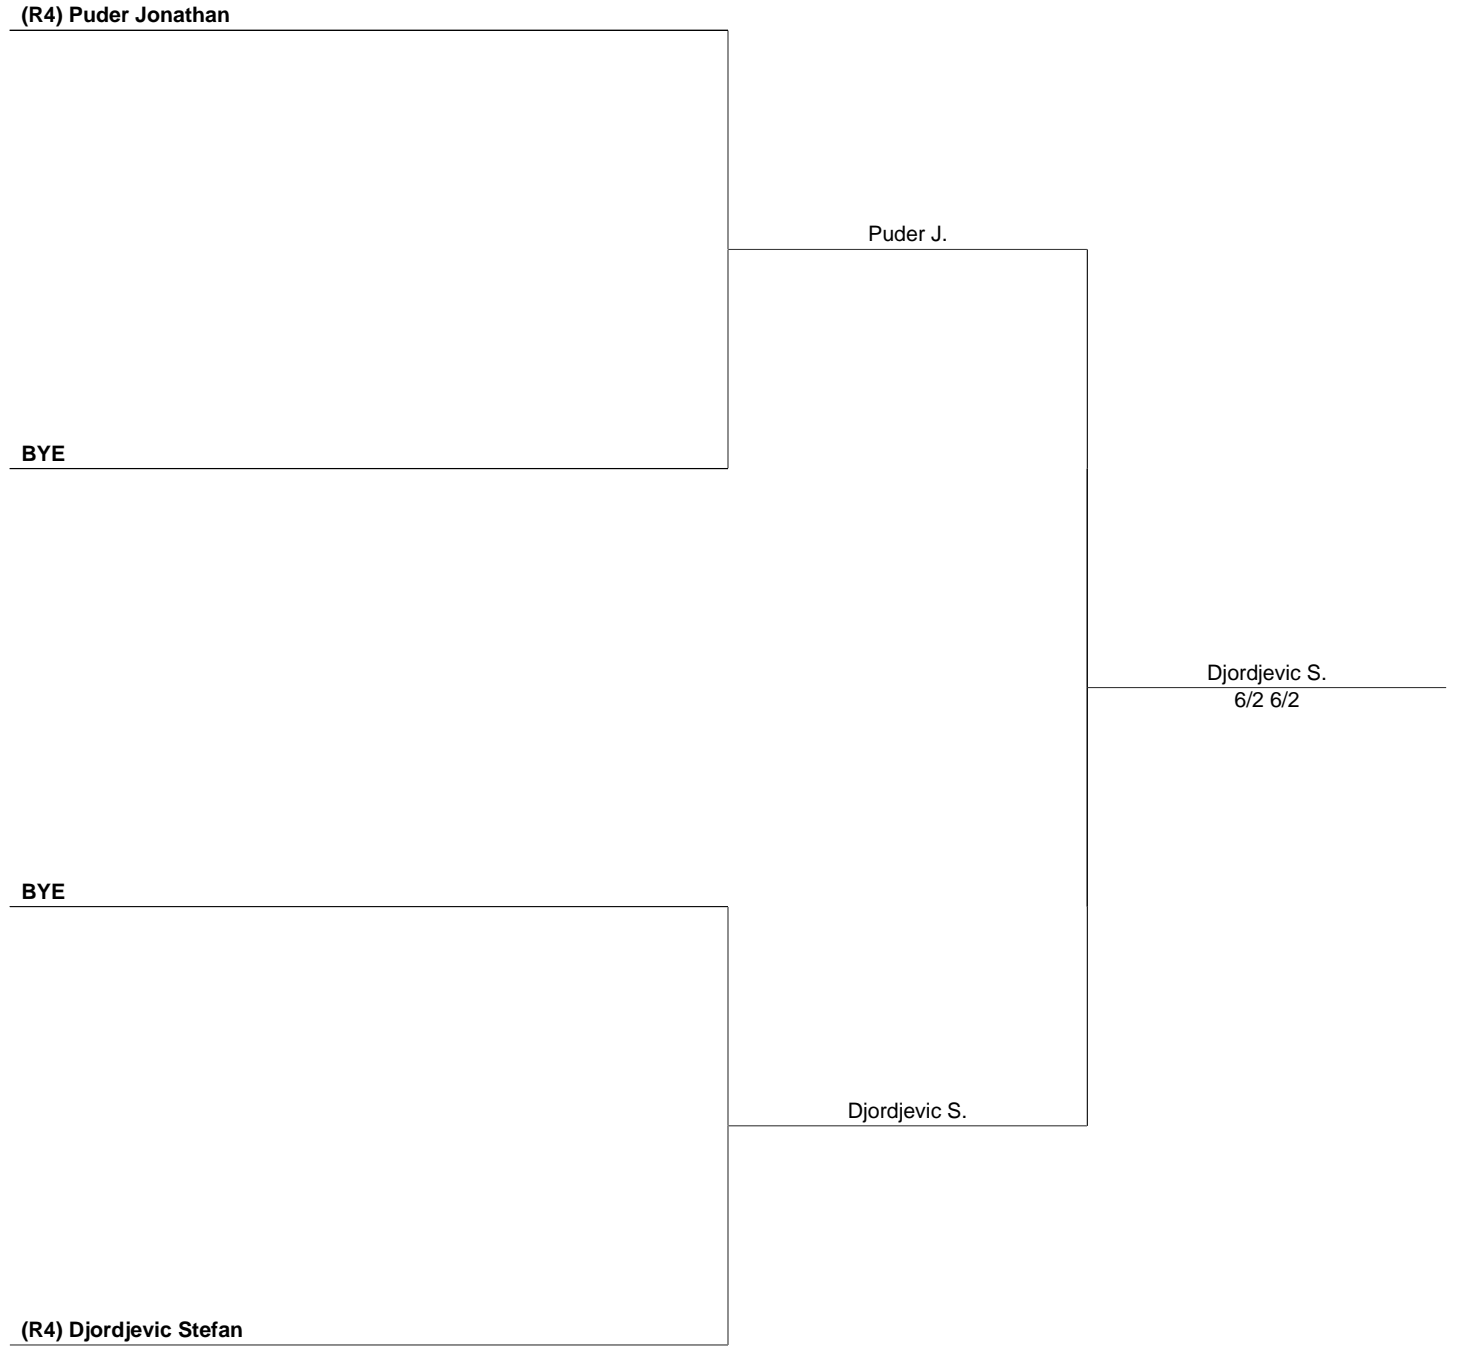 (R4) Puder Jonathan
Puder J.
BYE
Djordjevic S.
6/2 6/2
BYE
Djordjevic S.
(R4) Djordjevic Stefan